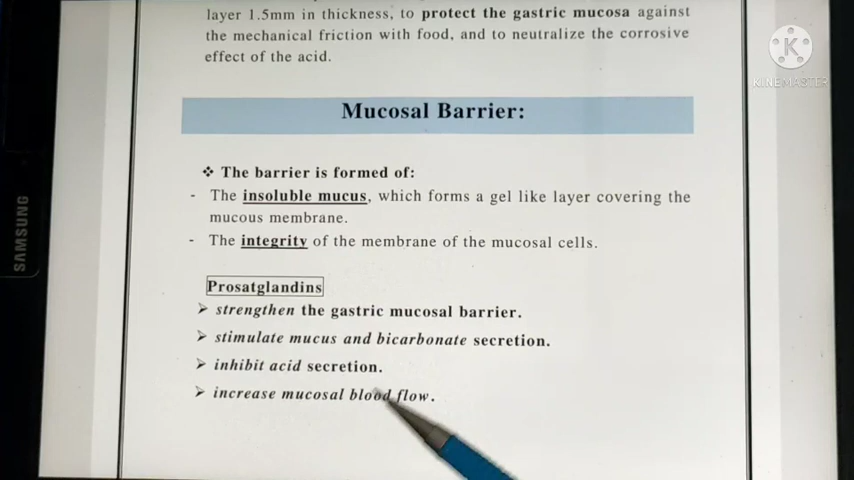 layer 1.5mm in thickness, to protect the gastric mucosa against
the mechanical friction with food, and to neutralize the corrosive
effect of the acid.
Mucosal Barrier:
❖ The barrier is formed of:
- The insoluble mucus, which forms a gel like layer covering the
mucous membrane.
- The integrity of the membrane of the mucosal cells.
Prosatglandins
➢ strengthen the gastric mucosal barrier.
➢ stimulate mucus and bicarbonate secretion.
➢ inhibit acid secretion.
➢ increase mucosal blood flow.
SAMSUNG
K
KINEMASTER